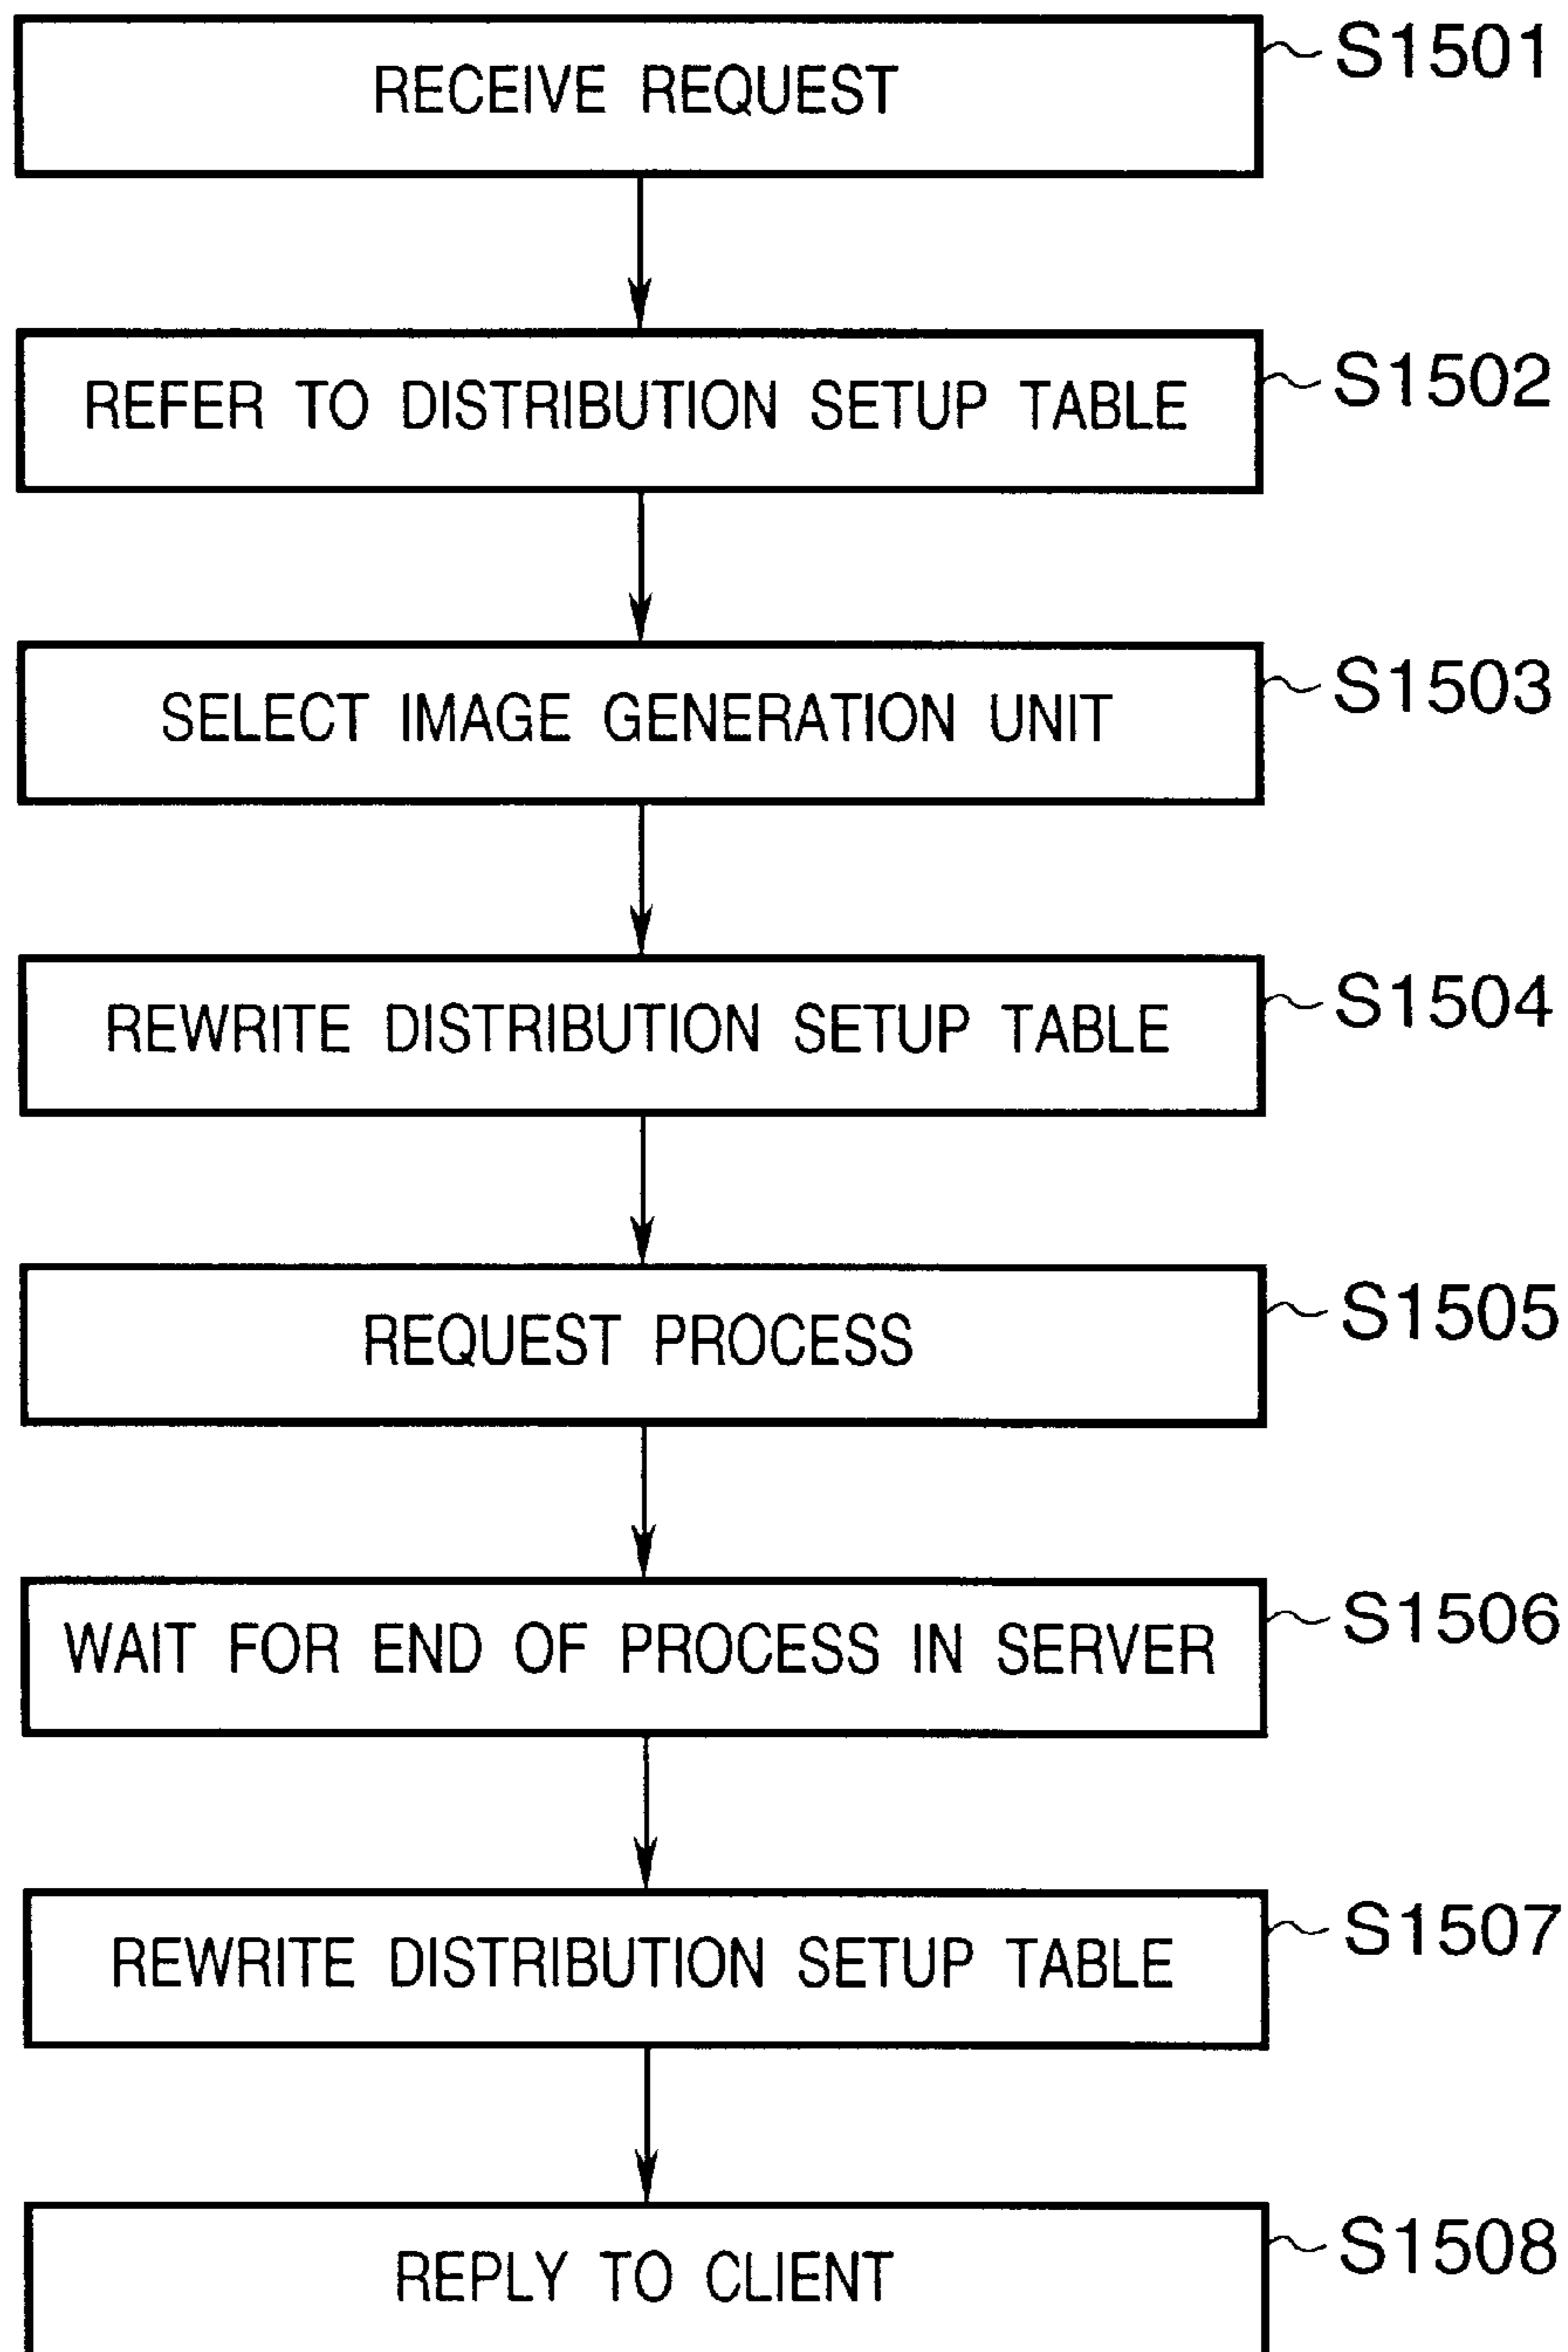 RECEIVE REQUEST
S1501
REFER TO DISTRIBUTION SETUP TABLE
S1502
SELECT IMAGE GENERATION UNIT
S1503
REWRITE DISTRIBUTION SETUP TABLE
S1504
REQUEST PROCESS
S1505
WAIT FOR END OF PROCESS IN SERVER
S1506
REWRITE DISTRIBUTION SETUP TABLE
S1507
REPLY TO CLIENT
S1508